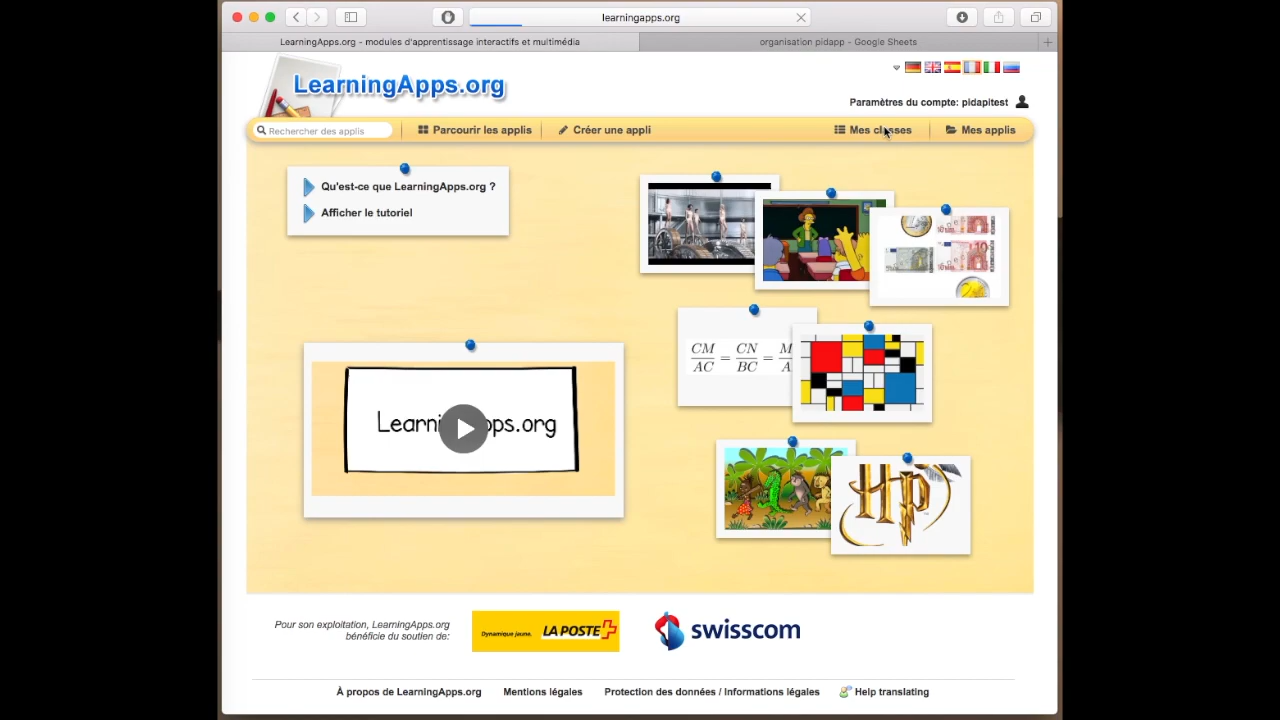 learningapps.org
LearningApps.org - modules d'apprentissage interactifs et multimédia
organisation pidapp - Google Sheets
LearningApps.org
Paramètres du compte: pidapitest
Rechercher des applis
Parcourir les applis
Créer une appli
Mes classes
Mes applis
Qu'est-ce que LearningApps.org ?
Afficher le tutoriel
CM/AC = CN/BC = M
A
Learni pps.org
Hp
Pour son exploitation, LearningApps.org
bénéficie du soutien de:
Dynamique jaune.
LA POSTE
swisscom
À propos de LearningApps.org
Mentions légales
Protection des données / Informations légales
Help translating